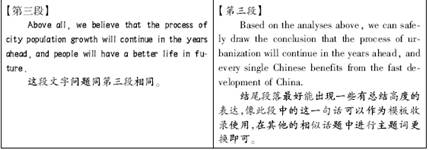 【第三段】
Above all, we believe that the process of
city population growth will continue in the years
ahead, and people will have a better life in fu-
ture.
这段文字问题同第三段相同。
【第三段】
Based on the analyses above, we can safe-
ly draw the conclusion that the process of ur-
banization will continue in the years ahead, and
every single Chinese benefits from the fast de-
velopment of China.
结尾段落最好能出现一些有总结高度的
表达,像此段中的这一句话可以作为模板收
录使用,在其他的相似话题中进行主题词更
换即可。